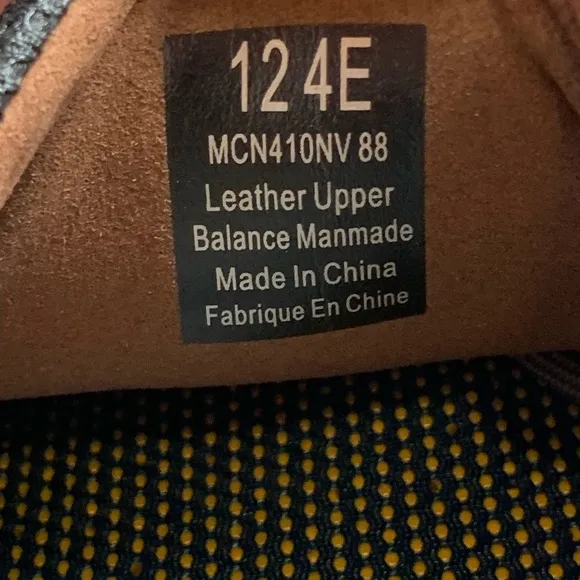 12 4E
MCN410NV 88
Leather Upper
Balance Manmade
Made In China
Fabrique En Chine